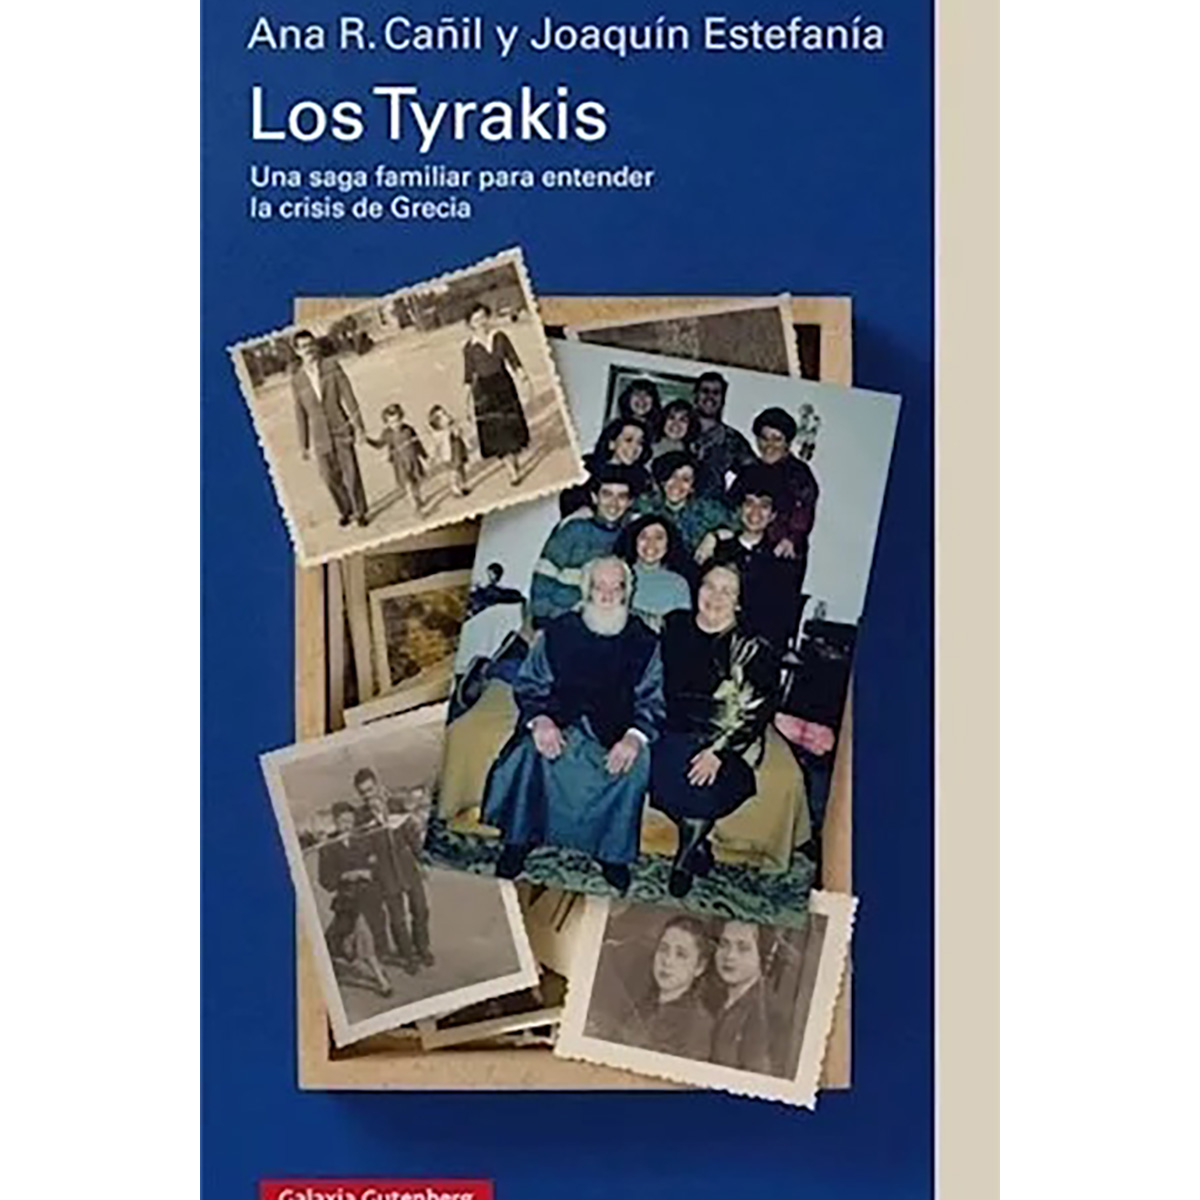 Ana R. Cañil y Joaquín Estefanía
Los Tyrakis
Una saga familiar para entender
la crisis de Grecia
Galaxia Gutenberg